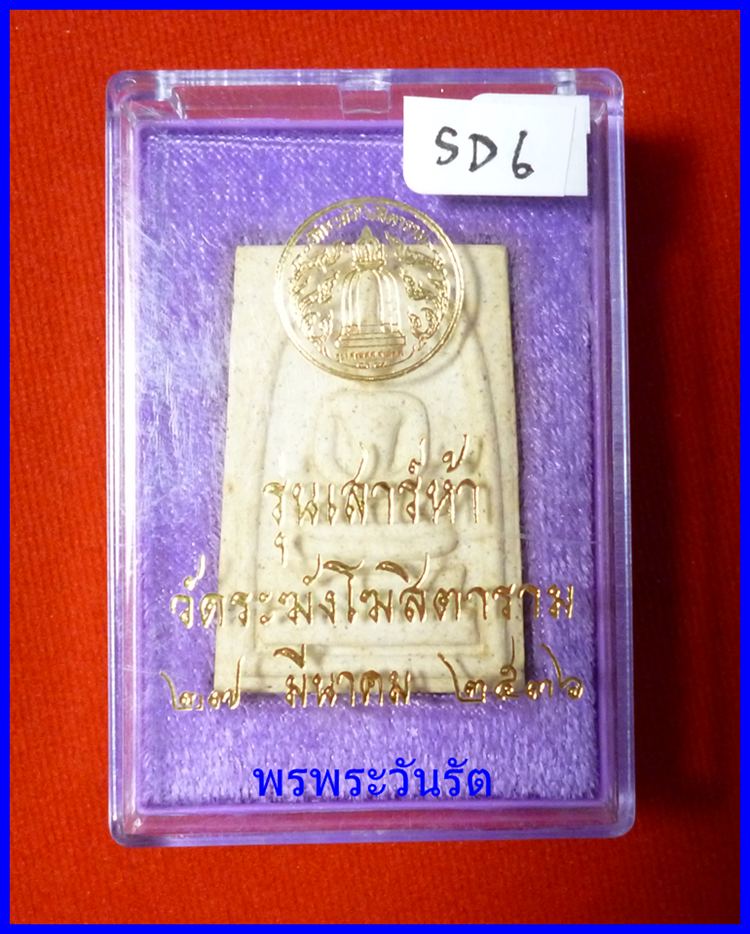 SD6
รุ่นเสาร์ห้า
วัดระฆังโฆสิตาราม
๒๗ มีนาคม ๒๕๓๖
พรพระวันรัต